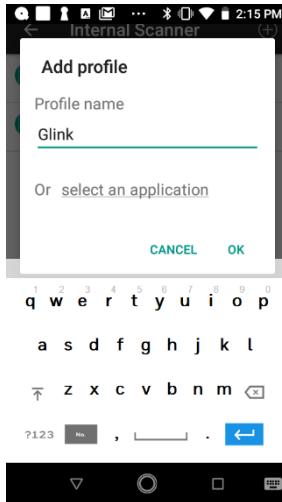 2:15 PM
Internal Scanner
Add profile
Profile name
Glink
Or select an application
CANCEL OK
1 2 3 4 5 6 7 8 9 0
q w e r t y u i o p
a s d f g h j k l
z x c v b n m
?123 No. , .